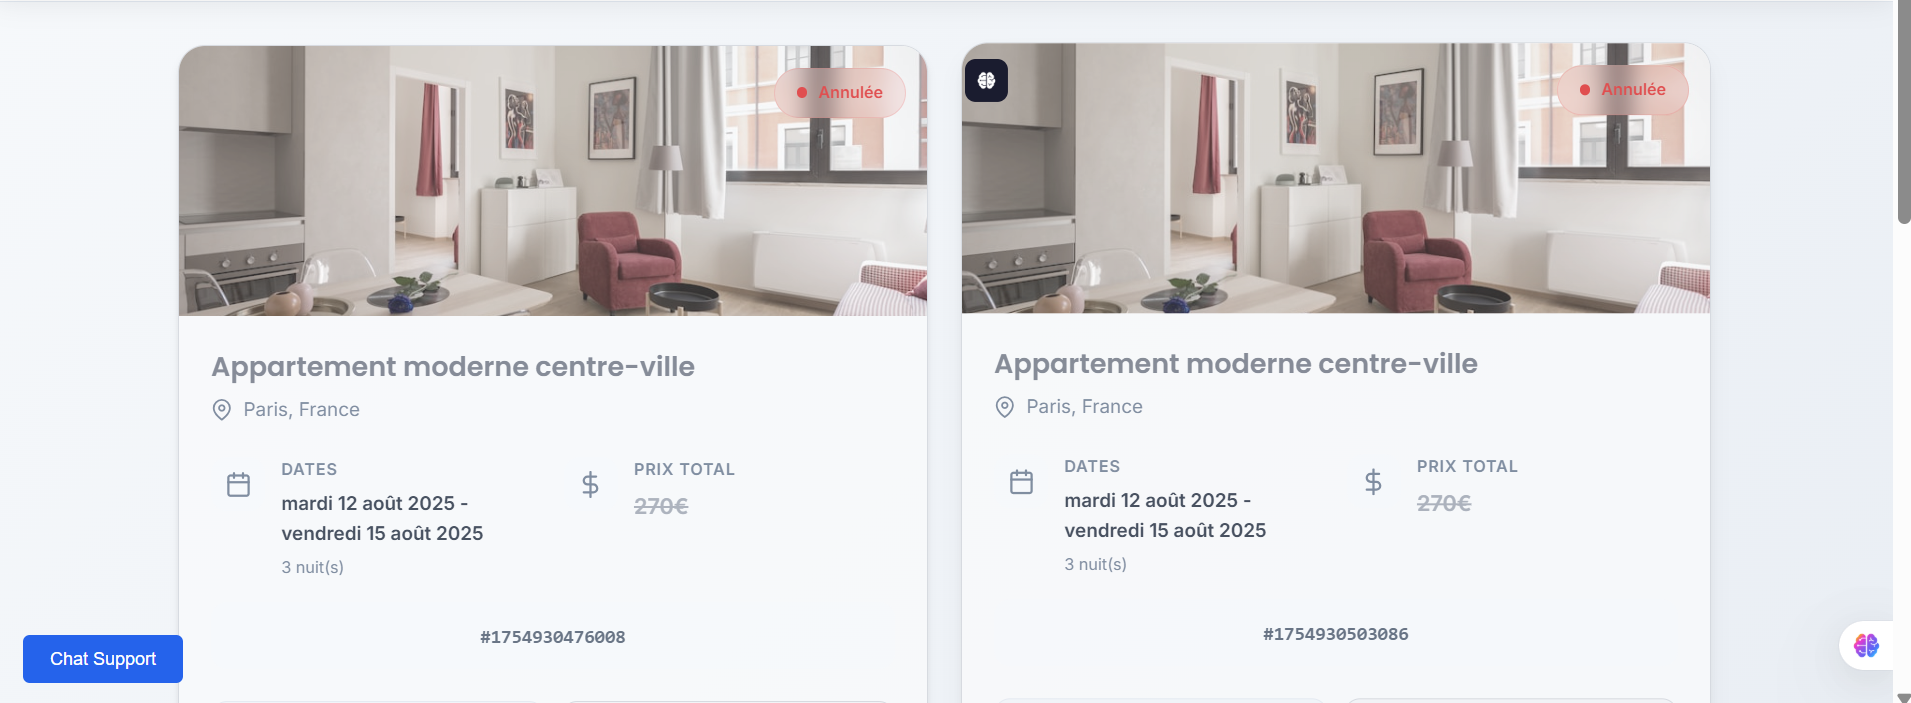 Annulée
Appartement moderne centre-ville
Paris, France
DATES
mardi 12 août 2025 -
vendredi 15 août 2025
3 nuit(s)
PRIX TOTAL
270€
#1754930476008
Annulée
Appartement moderne centre-ville
Paris, France
DATES
mardi 12 août 2025 -
vendredi 15 août 2025
3 nuit(s)
PRIX TOTAL
270€
#1754930503086
Chat Support